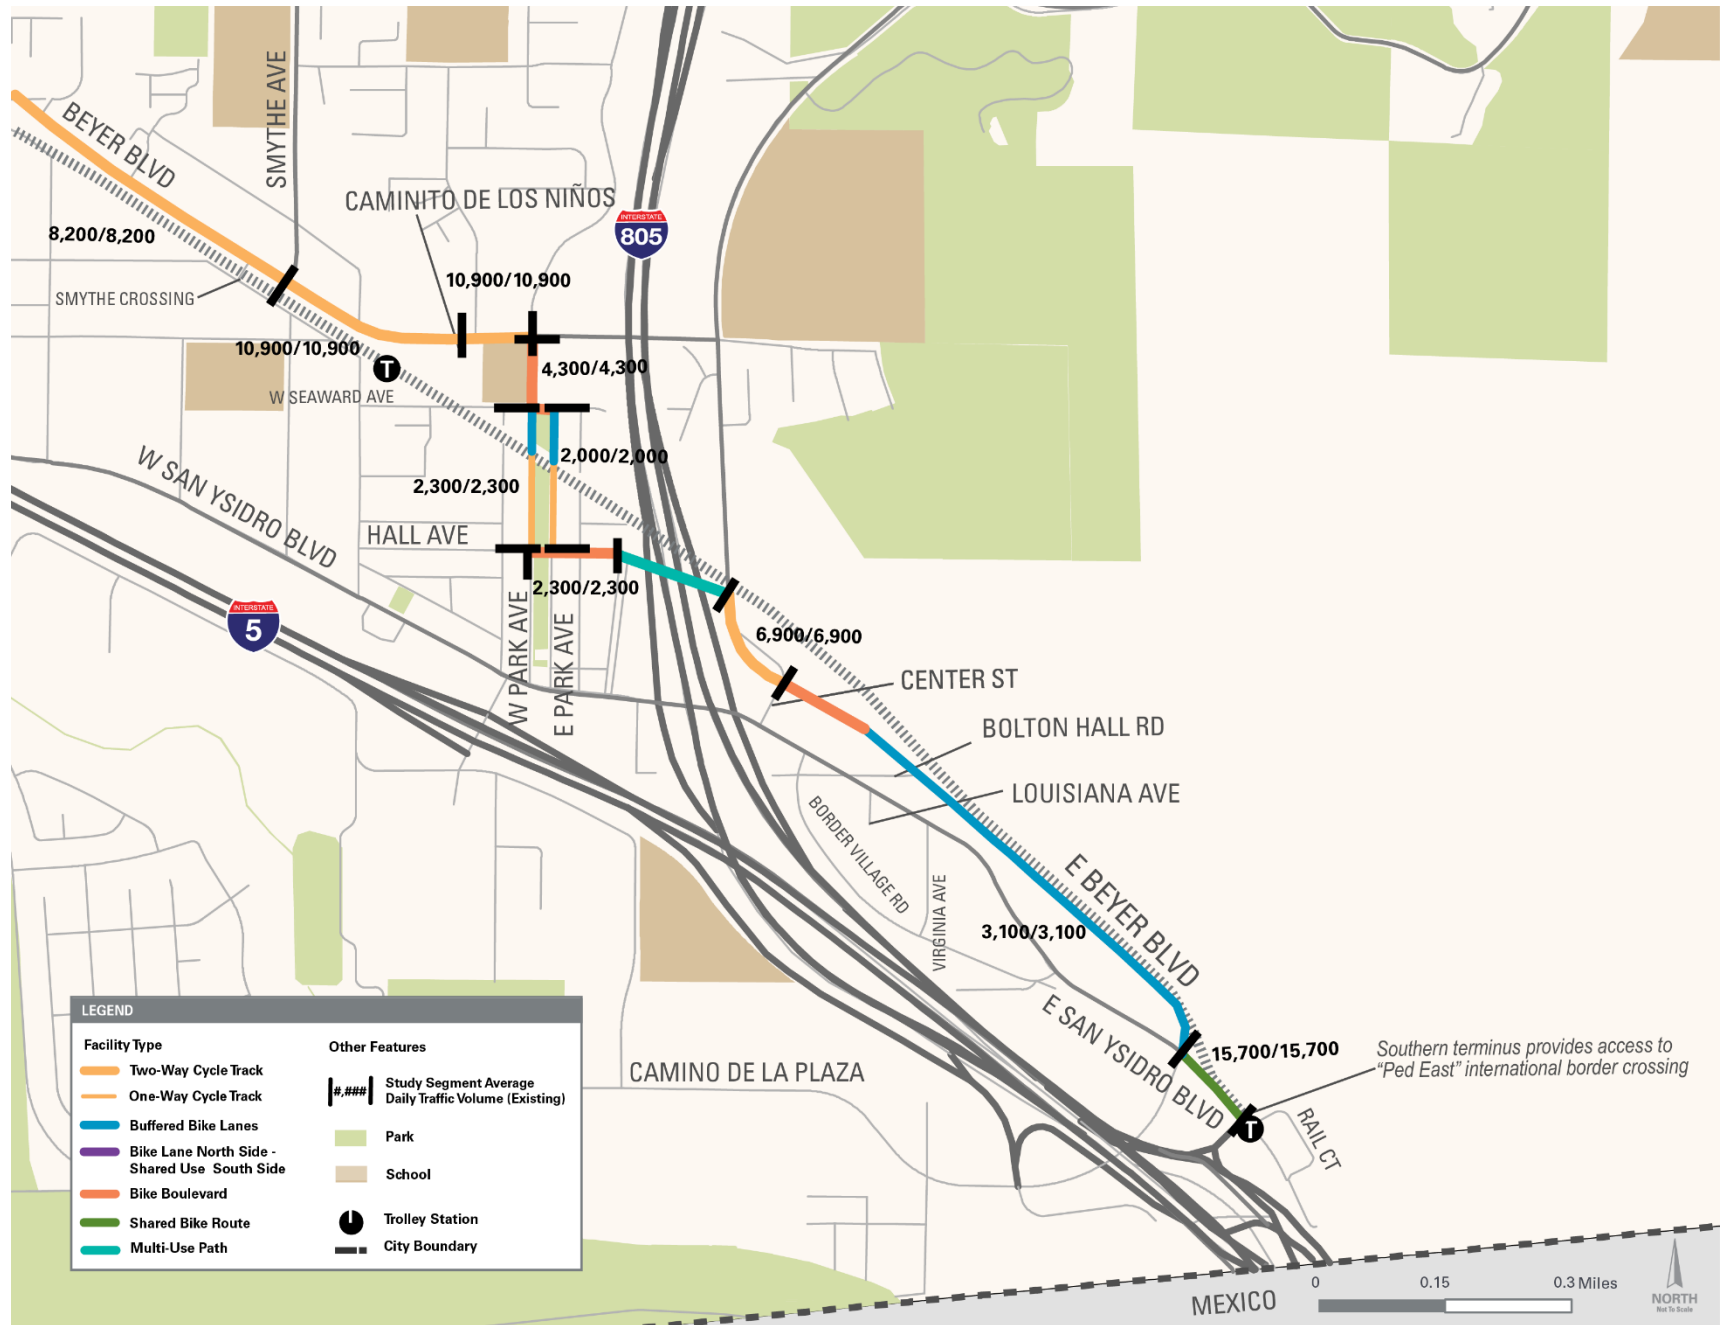 BEYER BLVD
SMYTHE AVE
CAMINITO DE LOS NIÑOS
INTERSTATE
805
8,200/8,200
10,900/10,900
SMYTHE CROSSING
10,900/10,900
T
4,300/4,300
W SEAWARD AVE
2,000/2,000
2,300/2,300
W SAN YSIDRO BLVD
HALL AVE
2,300/2,300
INTERSTATE
5
W PARK AVE
E PARK AVE
6,900/6,900
CENTER ST
BOLTON HALL RD
LOUISIANA AVE
BORDER VILLAGE RD
VIRGINIA AVE
E BEYER BLVD
3,100/3,100
E SAN YSIDRO BLVD
15,700/15,700
Southern terminus provides access to
“Ped East” international border crossing
T
RAIL CT
CAMINO DE LA PLAZA
LEGEND
Facility Type
Two-Way Cycle Track
One-Way Cycle Track
Buffered Bike Lanes
Bike Lane North Side -
Shared Use South Side
Bike Boulevard
Shared Bike Route
Multi-Use Path
Other Features
#,###
Study Segment Average
Daily Traffic Volume (Existing)
Park
School
Trolley Station
City Boundary
MEXICO
0 0.15 0.3 Miles
NORTH
Not To Scale